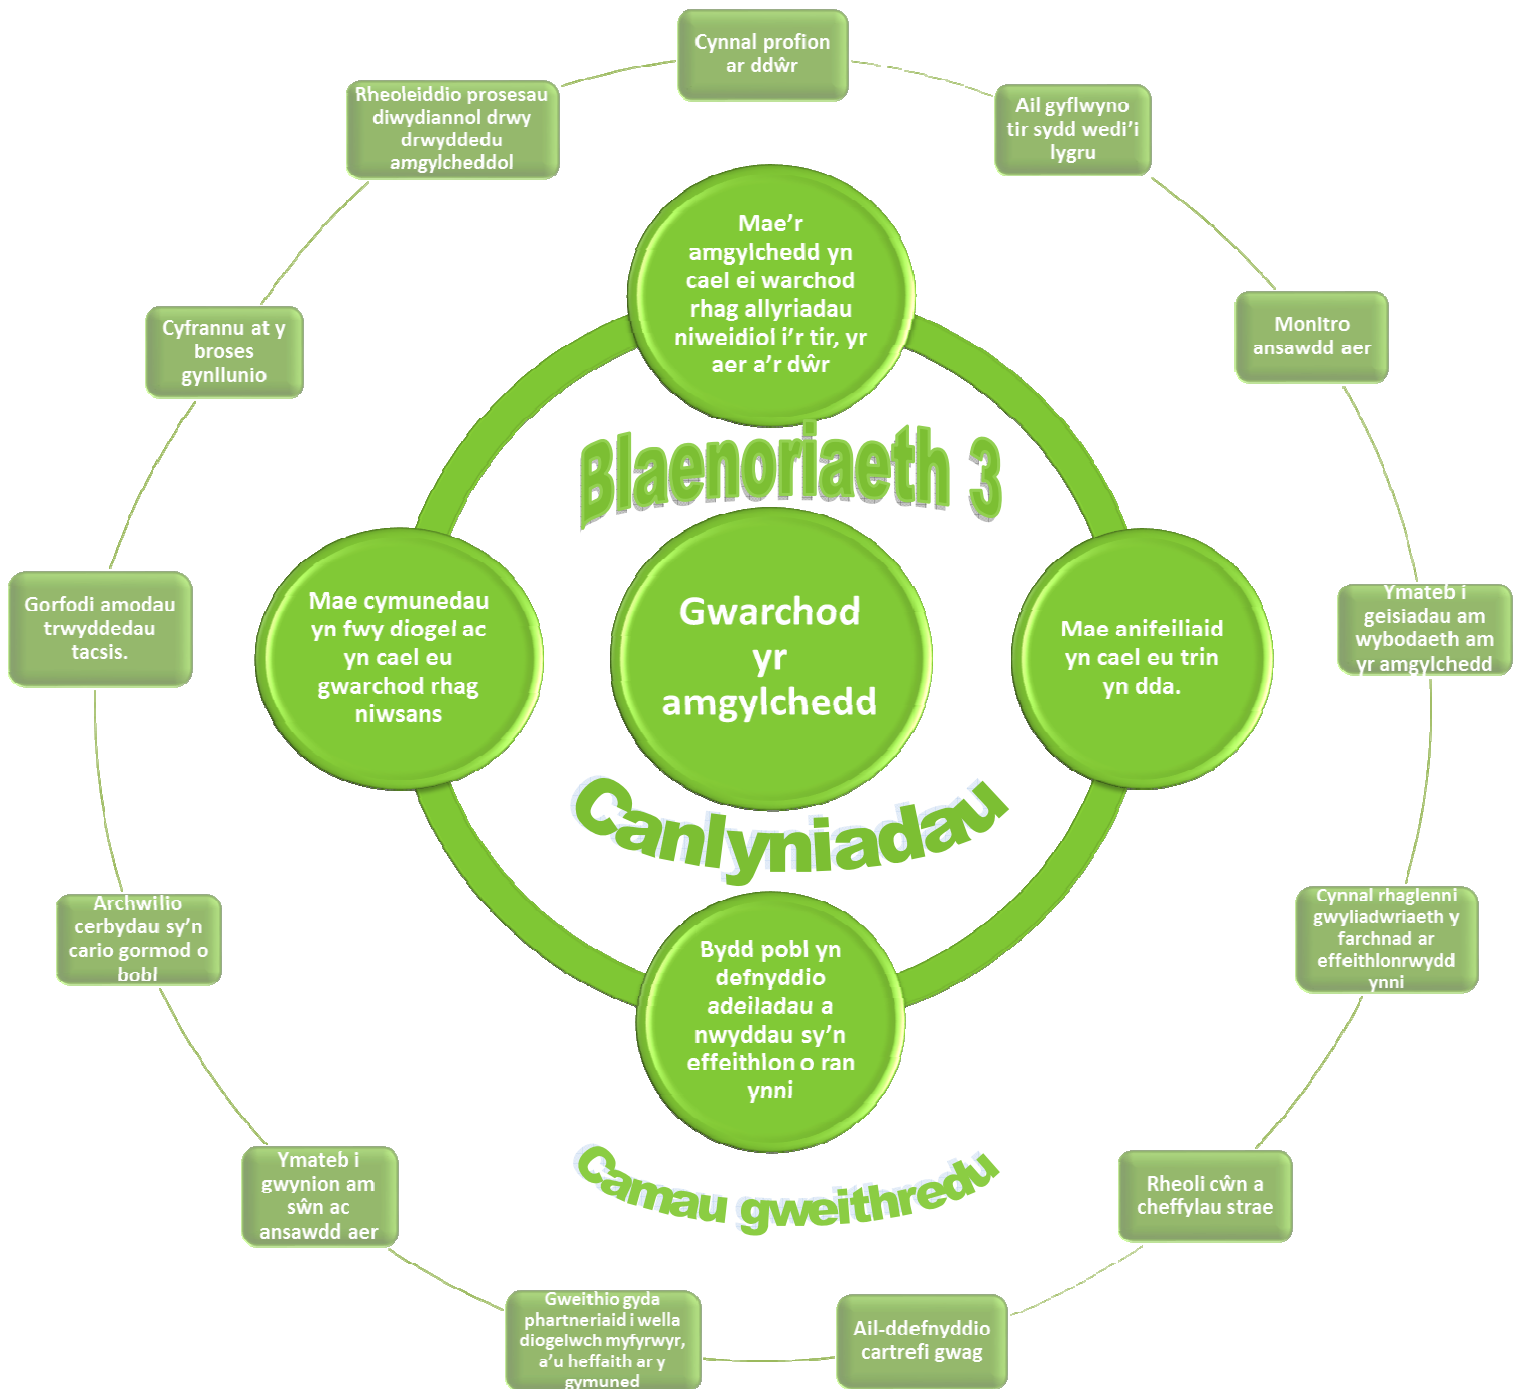 Cynnal profion
ar ddŵr
Ail gyflwyno
tir sydd wedi’i
lygru
Monitro
ansawdd aer
Ymateb i
geisiadau am
wybodaeth am
yr amgylchedd
Cynnal rhaglenni
gwyliadwriaeth y
farchnad ar
effeithlonrwydd
ynni
Rheoli cŵn a
cheffylau strae
Ail-ddefnyddio
cartrefi gwag
Gweithio gyda
phartneriaid i wella
diogelwch myfyrwyr,
a’u heffaith ar y
gymuned
Ymateb i
gwynion am
sŵn ac
ansawdd aer
Archwilio
cerbydau sy’n
cario gormod o
bobl
Gorfodi amodau
trwyddedau
tacsis.
Cyfrannu at y
broses
gynllunio
Rheoleiddio prosesau
diwydiannol drwy
drwyddedu
amgylcheddol
Mae’r
amgylchedd yn
cael ei warchod
rhag allyriadau
niweidiol i’r tir, yr
aer a’r dŵr
Blaenoriaeth 3
Gwarchod
yr
amgylchedd
Mae anifeiliaid
yn cael eu trin
yn dda.
Mae cymunedau
yn fwy diogel ac
yn cael eu
gwarchod rhag
niwsans
Canlyniadau
Bydd pobl yn
defnyddio
adeiladau a
nwyddau sy’n
effeithlon o ran
ynni
Camau gweithredu